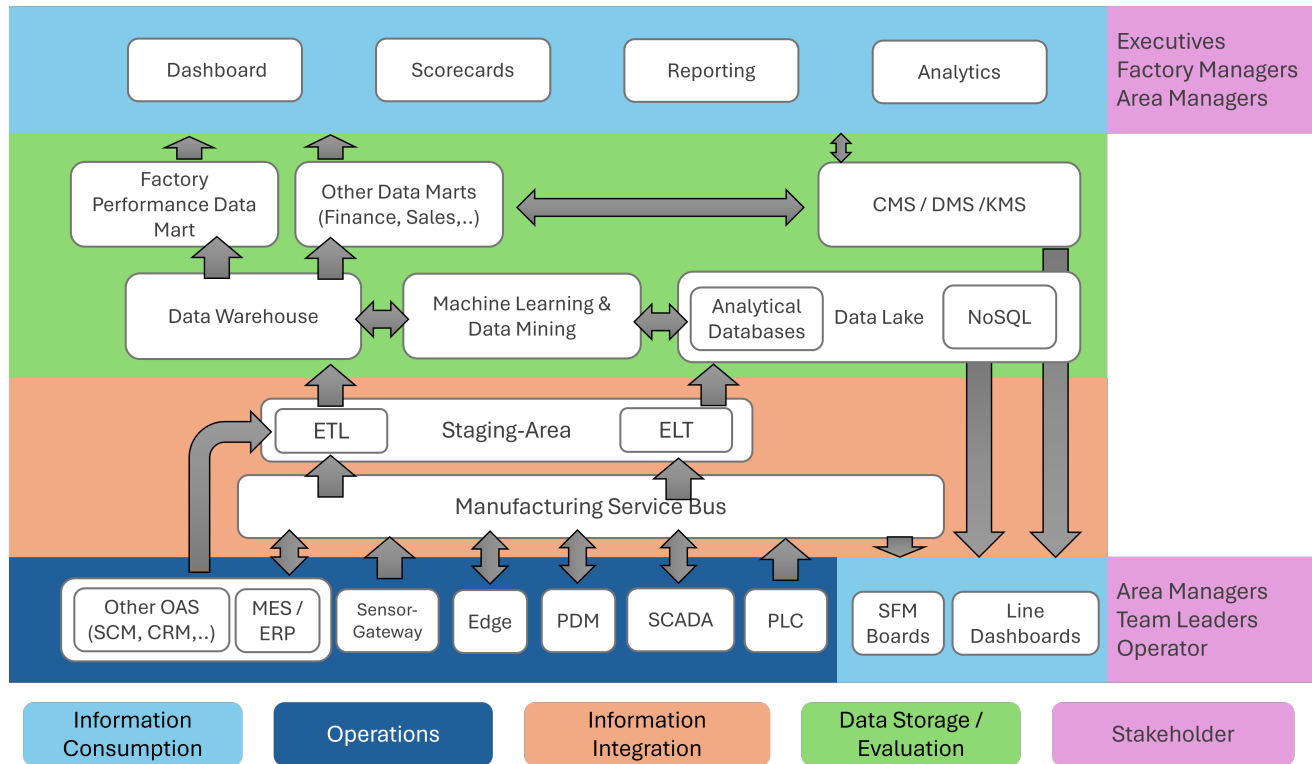 Dashboard
Scorecards
Reporting
Analytics
Executives
Factory Managers
Area Managers
Factory
Performance Data
Mart
Other Data Marts
(Finance, Sales,..)
CMS / DMS /KMS
Data Warehouse
Machine Learning &
Data Mining
Analytical
Databases
Data Lake
NoSQL
ETL
Staging-Area
ELT
Manufacturing Service Bus
Other OAS
(SCM, CRM,..)
MES /
ERP
Sensor-
Gateway
Edge
PDM
SCADA
PLC
SFM
Boards
Line
Dashboards
Area Managers
Team Leaders
Operator
Information
Consumption
Operations
Information
Integration
Data Storage /
Evaluation
Stakeholder